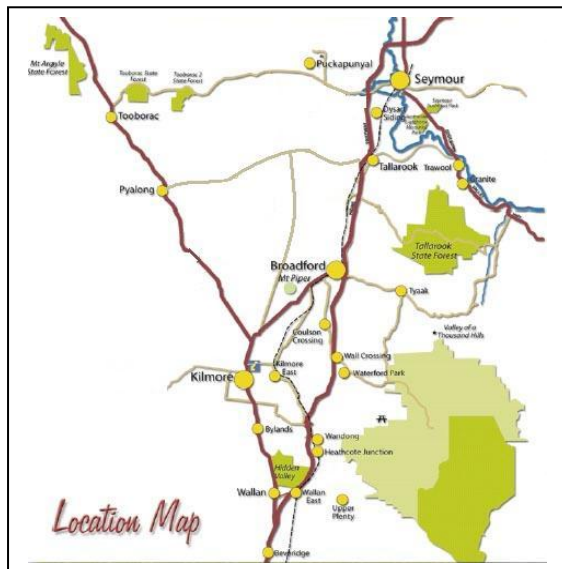 Mt Argyle
State Forest
Tooborac State
Forest
Tooborac 2
State Forest
Puckapunyal
Seymour
Tooborac
Dysart
Siding
Tallarook
Trawool
Granite
Pyalong
Tallarook
State Forest
Broadford
Mt Piper
Tyaak
Coulson
Crossing
Valley of a
Thousand Hills
Wall Crossing
Waterford Park
Kilmore
Kilmore
East
Bylands
Wandong
Heathcote Junction
Hidden
Valley
Wallan
Wallan
East
Upper
Plenty
Location Map
Beveridge